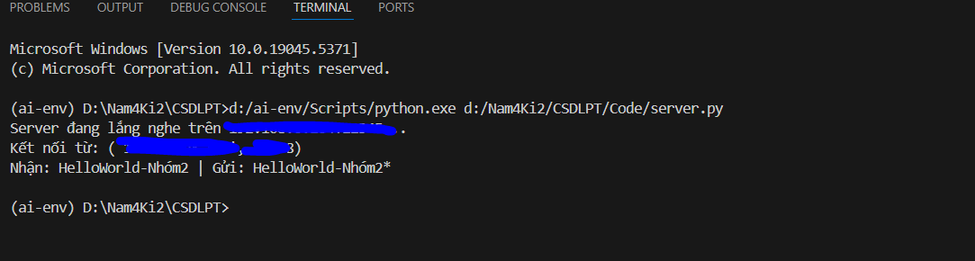 PROBLEMS OUTPUT DEBUG CONSOLE TERMINAL PORTS
Microsoft Windows [Version 10.0.19045.5371]
(c) Microsoft Corporation. All rights reserved.
(ai-env) D:\Nam4Ki2\CSDLPT>d:/ai-env/Scripts/python.exe d:/Nam4Ki2/CSDLPT/Code/server.py
Server đang lắng nghe trên
Kết nối từ: ( 3)
Nhận: HelloWorld-Nhóm2 | Gửi: HelloWorld-Nhóm2*
(ai-env) D:\Nam4Ki2\CSDLPT>